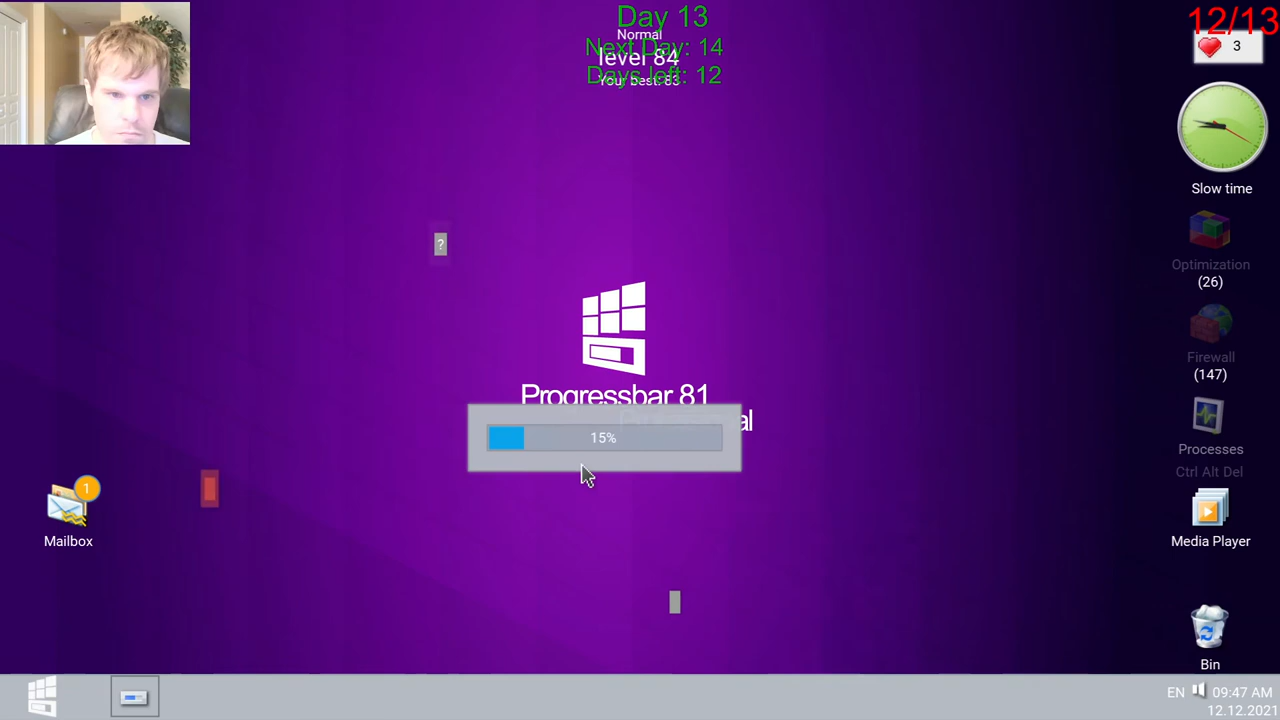 Day 13
Normal
Next Day: 14
level 84
Days left: 12
Your best: 83
12/13
3
Slow time
?
Optimization
(26)
Firewall
(147)
Progressbar 81
al
15%
Processes
Ctrl Alt Del
1
Mailbox
Media Player
Bin
EN 09:47 AM
12.12.2021